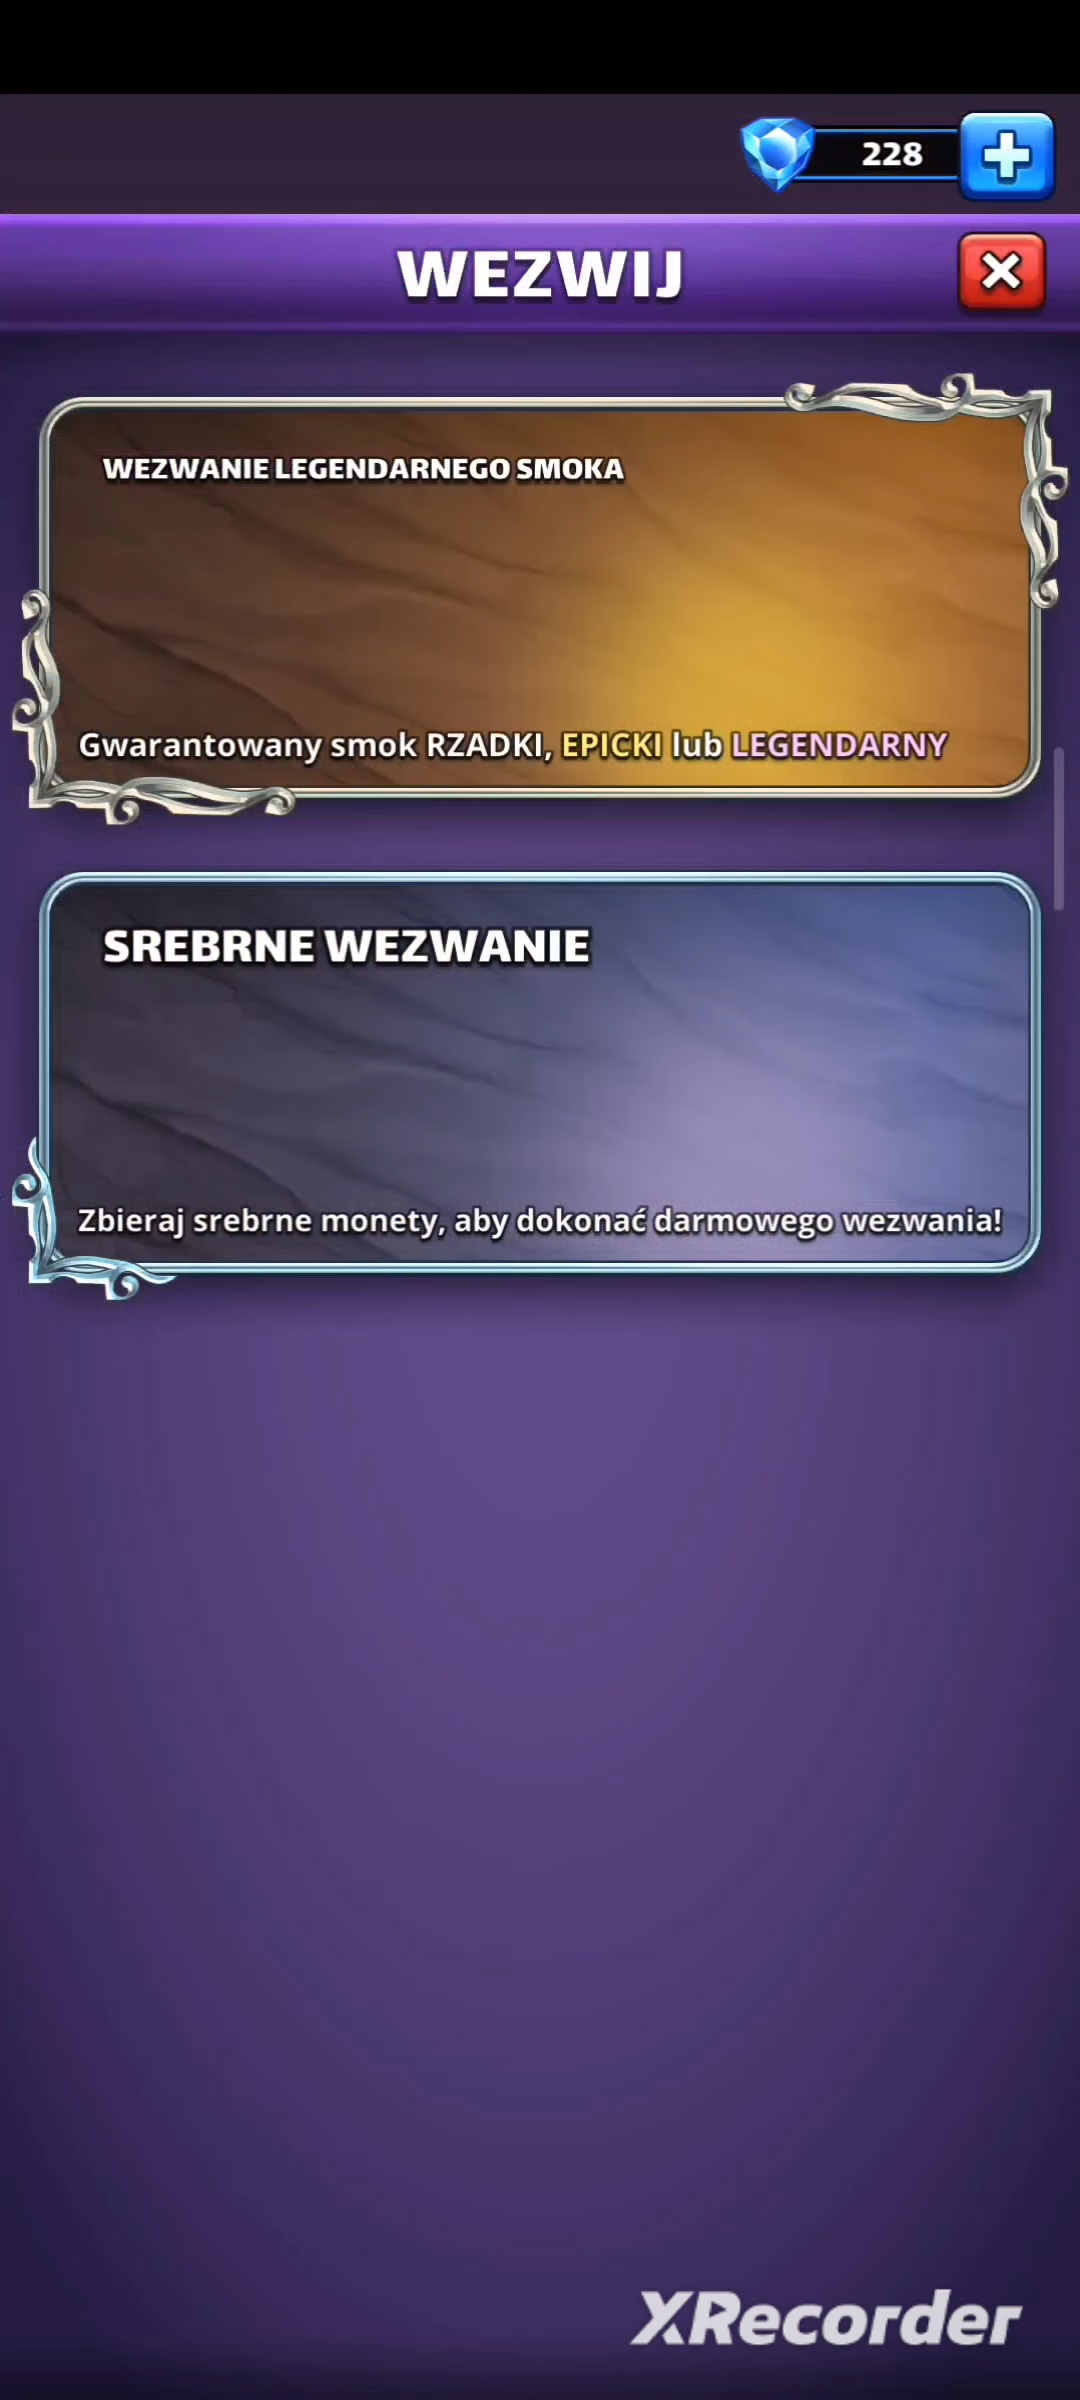 228
WEZWIJ
WEZWANIE LEGENDARNEGO SMOKA
Gwarantowany smok RZADKI, EPICKI lub LEGENDARNY
SREBRNE WEZWANIE
Zbieraj srebrne monety, aby dokonać darmowego wezwania!
XRecorder